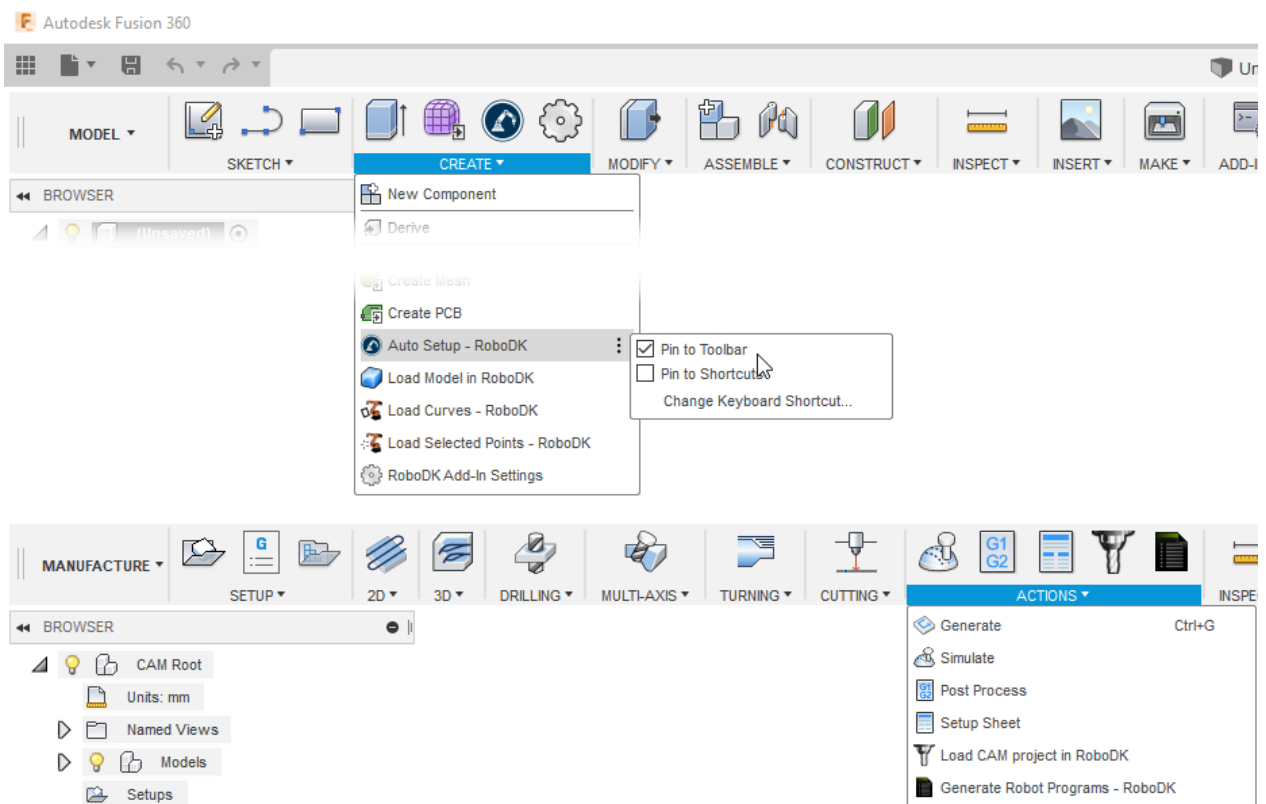 Autodesk Fusion 360
Un
MODEL
SKETCH
CREATE
MODIFY
ASSEMBLE
CONSTRUCT
INSPECT
INSERT
MAKE
ADD-I
BROWSER
(Unsaved)
New Component
Derive
Create Mesh
Create PCB
Auto Setup - RoboDK
Pin to Toolbar
Pin to Shortcuts
Change Keyboard Shortcut...
Load Model in RoboDK
Load Curves - RoboDK
Load Selected Points - RoboDK
RoboDK Add-In Settings
MANUFACTURE
G
G1
G2
SETUP
2D
3D
DRILLING
MULTI-AXIS
TURNING
CUTTING
ACTIONS
INSPE
BROWSER
CAM Root
Units: mm
Named Views
Models
Setups
Generate Ctrl+G
Simulate
G1
G2
Post Process
Setup Sheet
Load CAM project in RoboDK
Generate Robot Programs - RoboDK